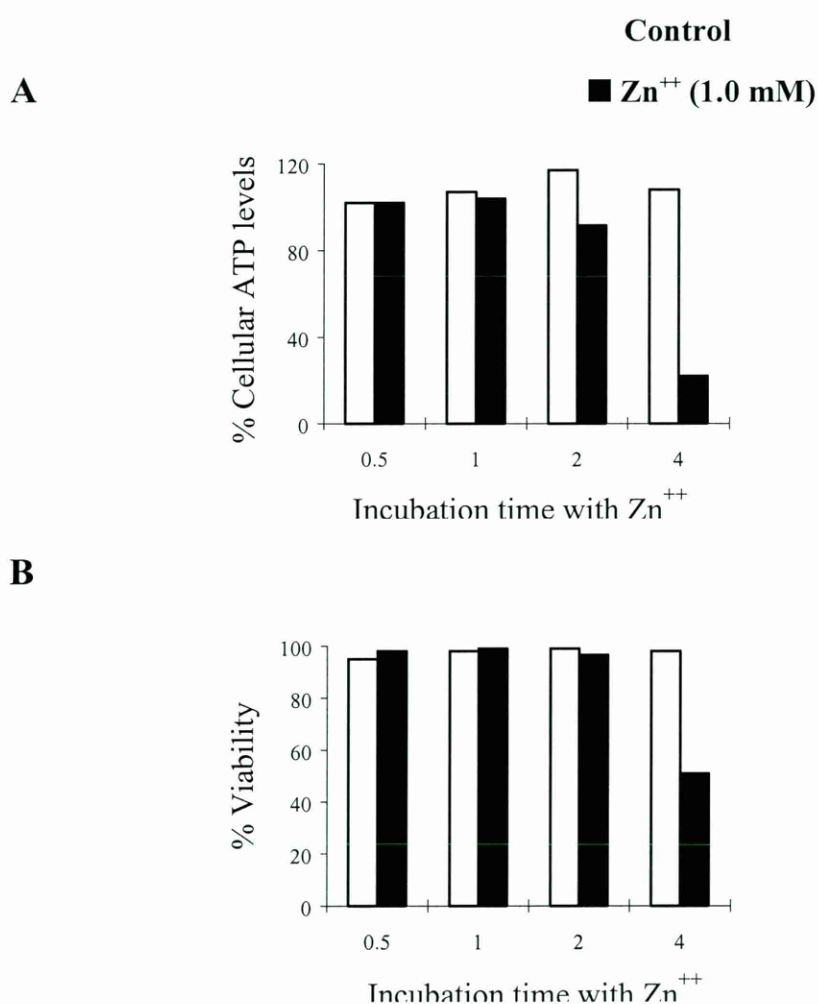 Control
A
■ Zn⁺⁺ (1.0 mM)
% Cellular ATP levels
120
80
40
0
0.5 1 2 4
Incubation time with Zn⁺⁺
B
% Viability
100
80
60
40
20
0
0.5 1 2 4
Incubation time with Zn⁺⁺